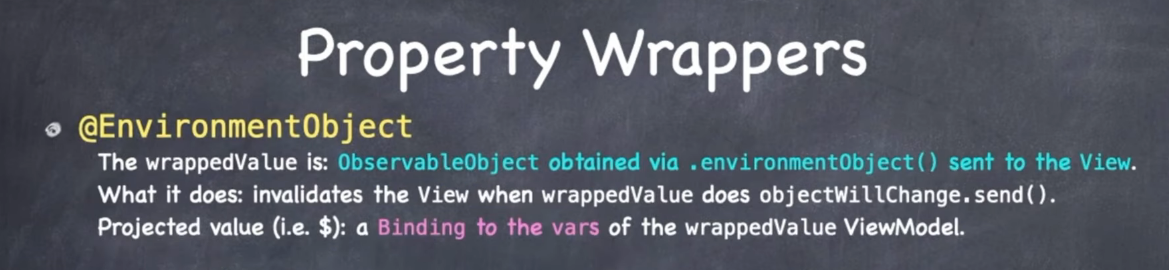 Property Wrappers
@EnvironmentObject
The wrappedValue is: ObservableObject obtained via .environmentObject() sent to the View.
What it does: invalidates the View when wrappedValue does objectWillChange.send().
Projected value (i.e. $): a Binding to the vars of the wrappedValue ViewModel.